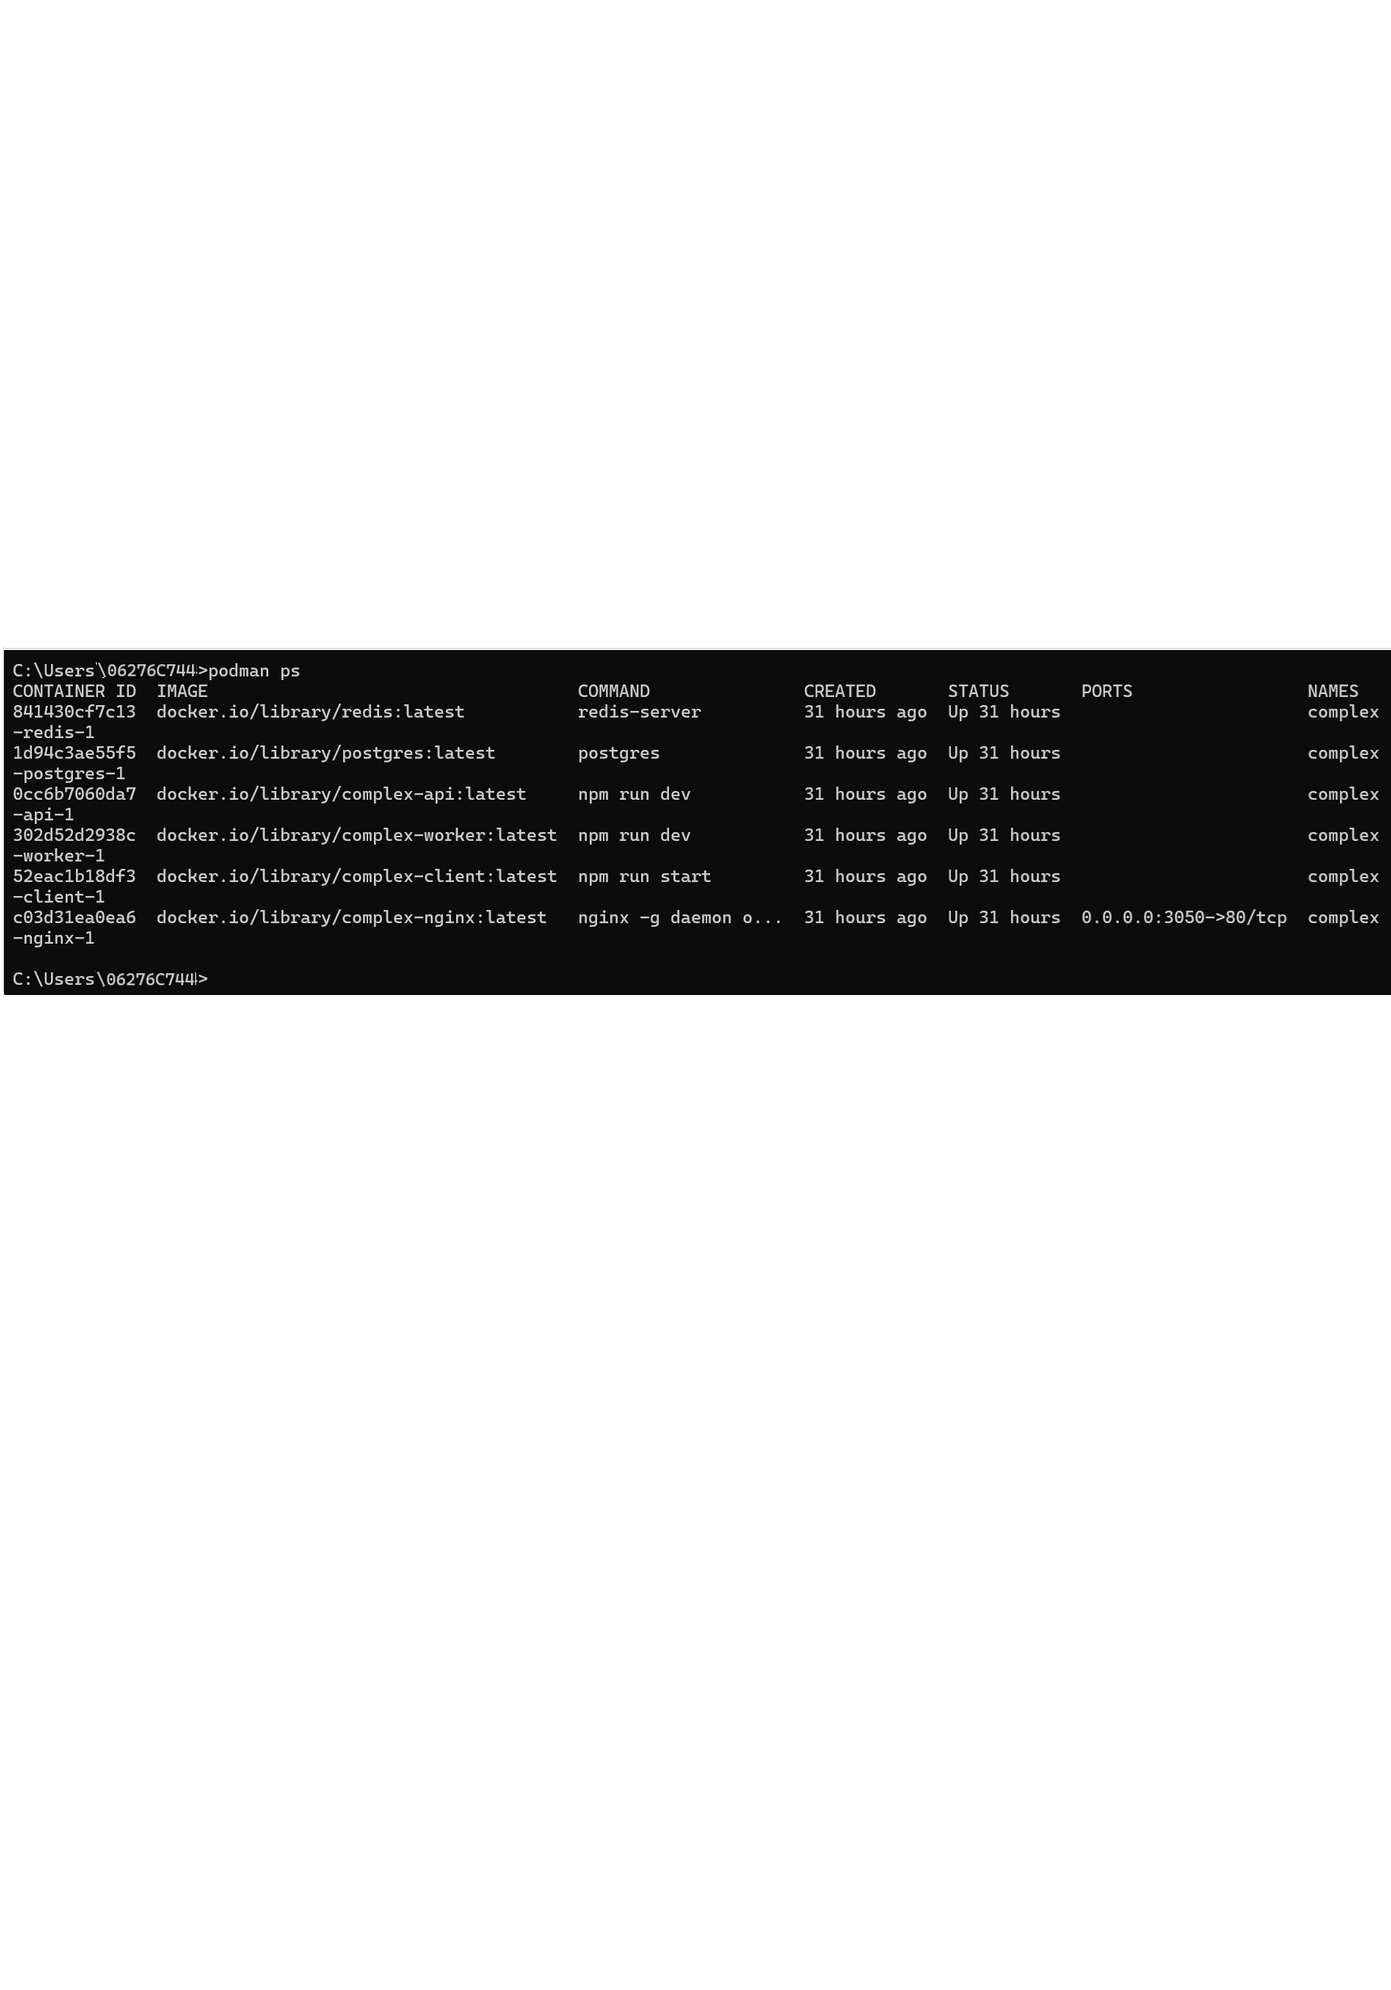 C:\Users\06276C744>podman ps
CONTAINER ID  IMAGE                                    COMMAND               CREATED       STATUS       PORTS                 NAMES
841430cf7c13  docker.io/library/redis:latest           redis-server          31 hours ago  Up 31 hours                        complex
-redis-1
1d94c3ae55f5  docker.io/library/postgres:latest        postgres              31 hours ago  Up 31 hours                        complex
-postgres-1
0cc6b7060da7  docker.io/library/complex-api:latest     npm run dev           31 hours ago  Up 31 hours                        complex
-api-1
302d52d2938c  docker.io/library/complex-worker:latest  npm run dev           31 hours ago  Up 31 hours                        complex
-worker-1
52eac1b18df3  docker.io/library/complex-client:latest  npm run start         31 hours ago  Up 31 hours                        complex
-client-1
c03d31ea0ea6  docker.io/library/complex-nginx:latest   nginx -g daemon o...  31 hours ago  Up 31 hours  0.0.0.0:3050->80/tcp  complex
-nginx-1
C:\Users\06276C744>